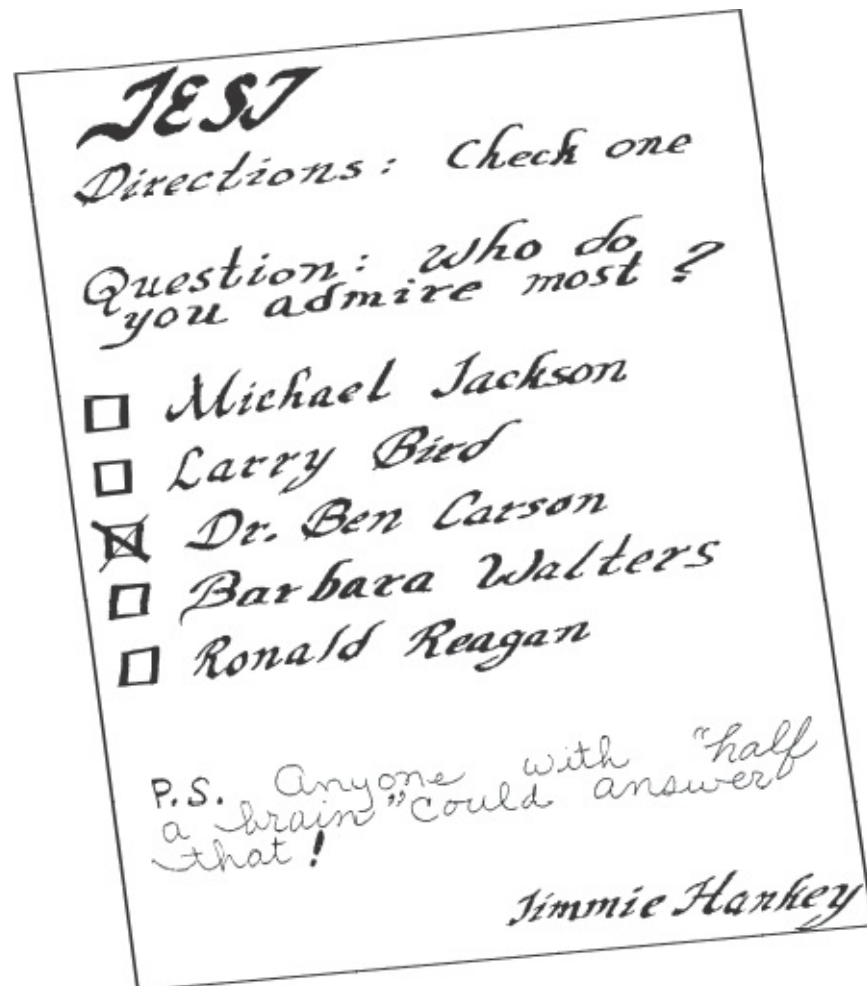 TEST
Directions: Check one
Question: Who do
you admire most?
Michael Jackson
Larry Bird
Dr. Ben Carson
Barbara Walters
Ronald Reagan
P.S. Anyone with "half
a brain" could answer
that!
Jimmie Hankey